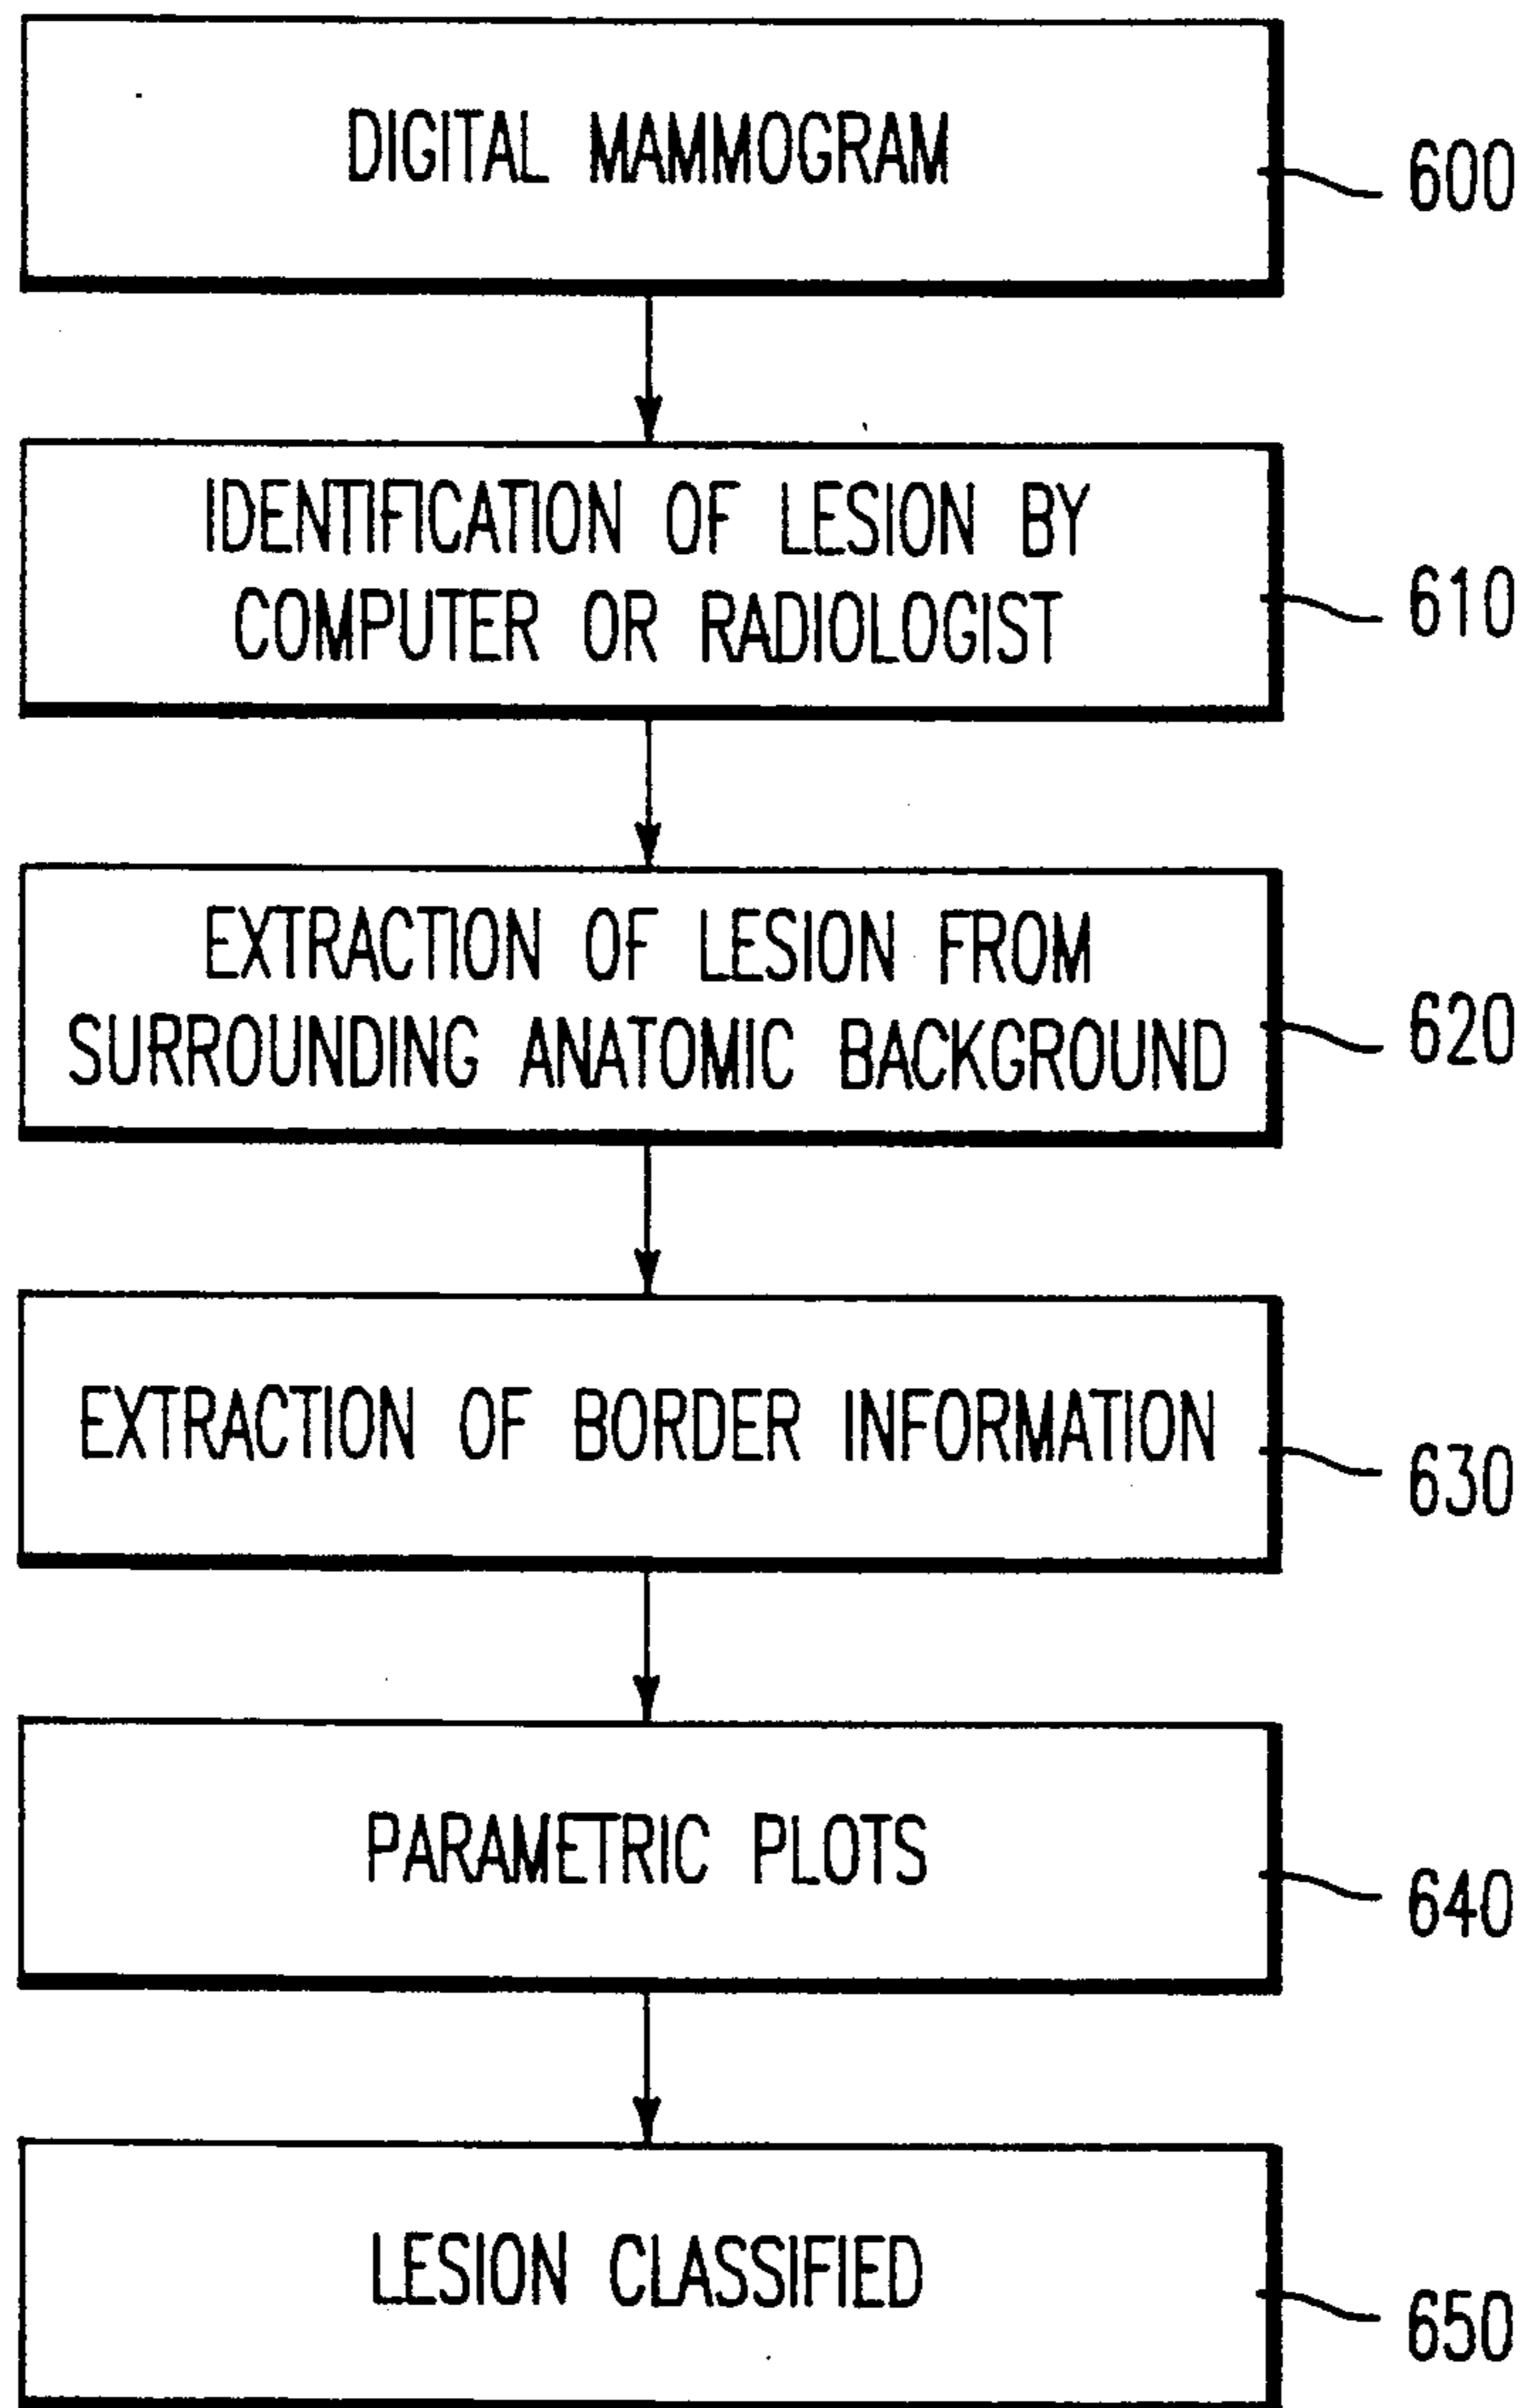 DIGITAL MAMMOGRAM
600
IDENTIFICATION OF LESION BY
COMPUTER OR RADIOLOGIST
610
EXTRACTION OF LESION FROM
SURROUNDING ANATOMIC BACKGROUND
620
EXTRACTION OF BORDER INFORMATION
630
PARAMETRIC PLOTS
640
LESION CLASSIFIED
650